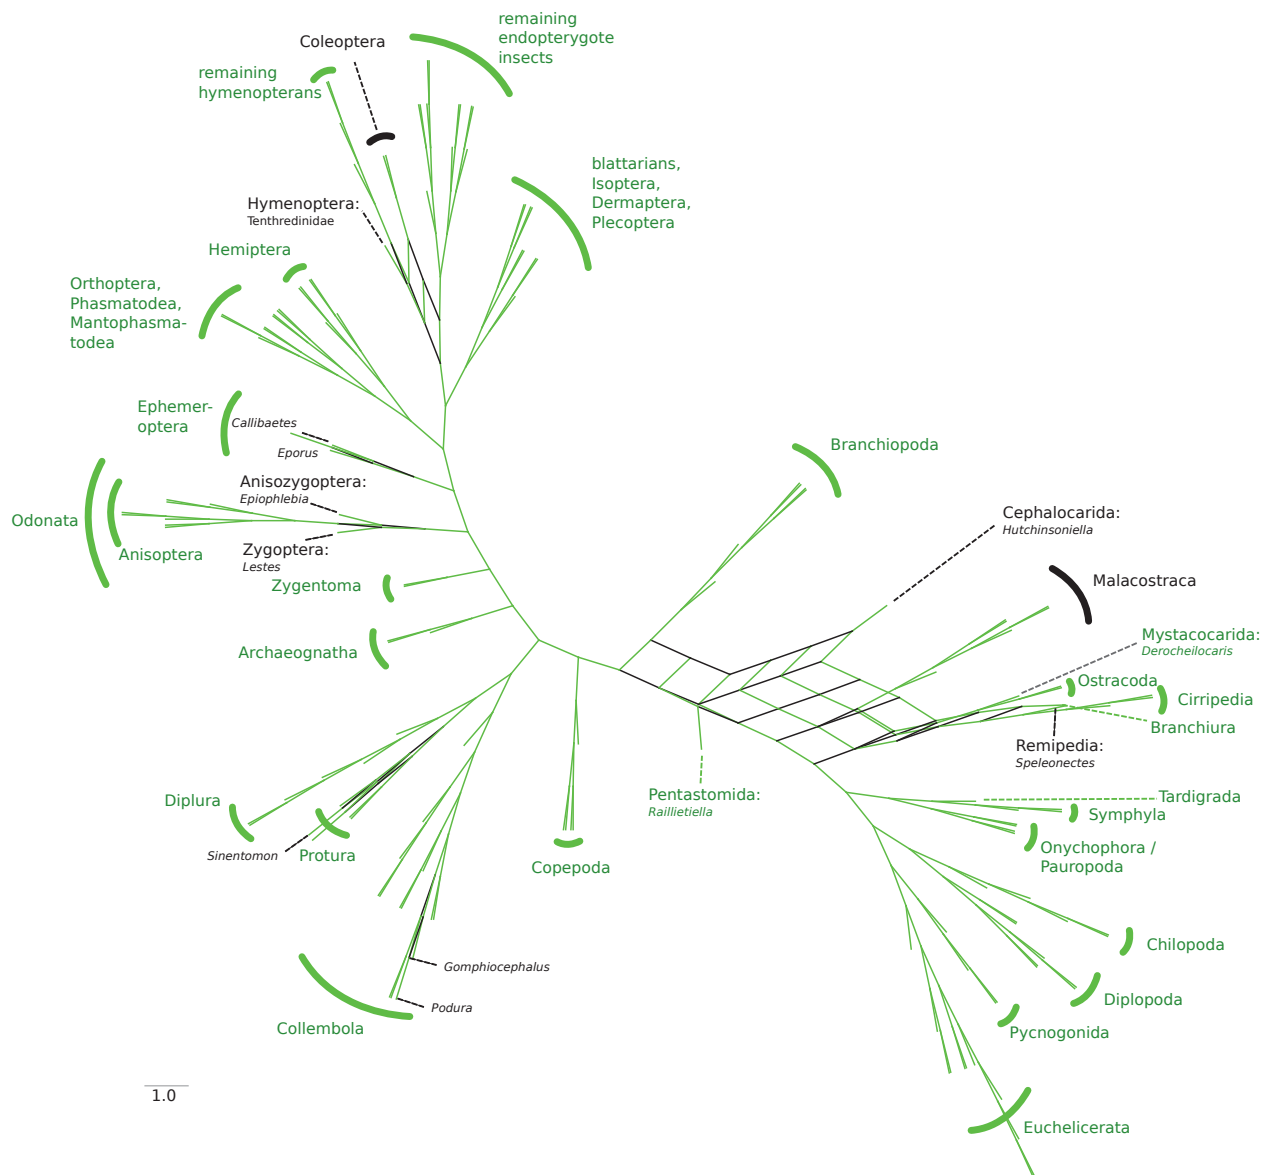 remaining
endopterygote
insects
Coleoptera
remaining
hymenopterans
blattarians,
Isoptera,
Dermaptera,
Plecoptera
Hymenoptera:
Tenthredinidae
Hemiptera
Orthoptera,
Phasmatodea,
Mantophasma-
todea
Ephemer-
optera
Callibaetes
Eporus
Anisozygoptera:
Epiophlebia
Odonata
Anisoptera
Zygoptera:
Lestes
Zygentoma
Archaeognatha
Branchiopoda
Cephalocarida:
Hutchinsoniella
Malacostraca
Mystacocarida:
Derocheilocaris
Ostracoda
Cirripedia
Branchiura
Remipedia:
Speleonectes
Pentastomida:
Raillietiella
Tardigrada
Symphyla
Onychophora /
Pauropoda
Diplura
Sinentomon
Protura
Copepoda
Chilopoda
Diplopoda
Pycnogonida
Gomphiocephalus
Podura
Collembola
1.0
Euchelicerata